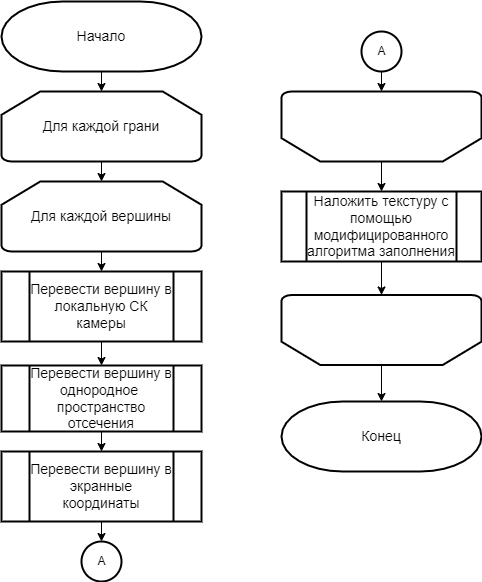 Начало
Для каждой грани
Для каждой вершины
Перевести вершину в
локальную СК
камеры
Перевести вершину в
однородное
пространство
отсечения
Перевести вершину в
экранные
координаты
А
А
Наложить текстуру с
помощью
модифицированного
алгоритма заполнения
Конец